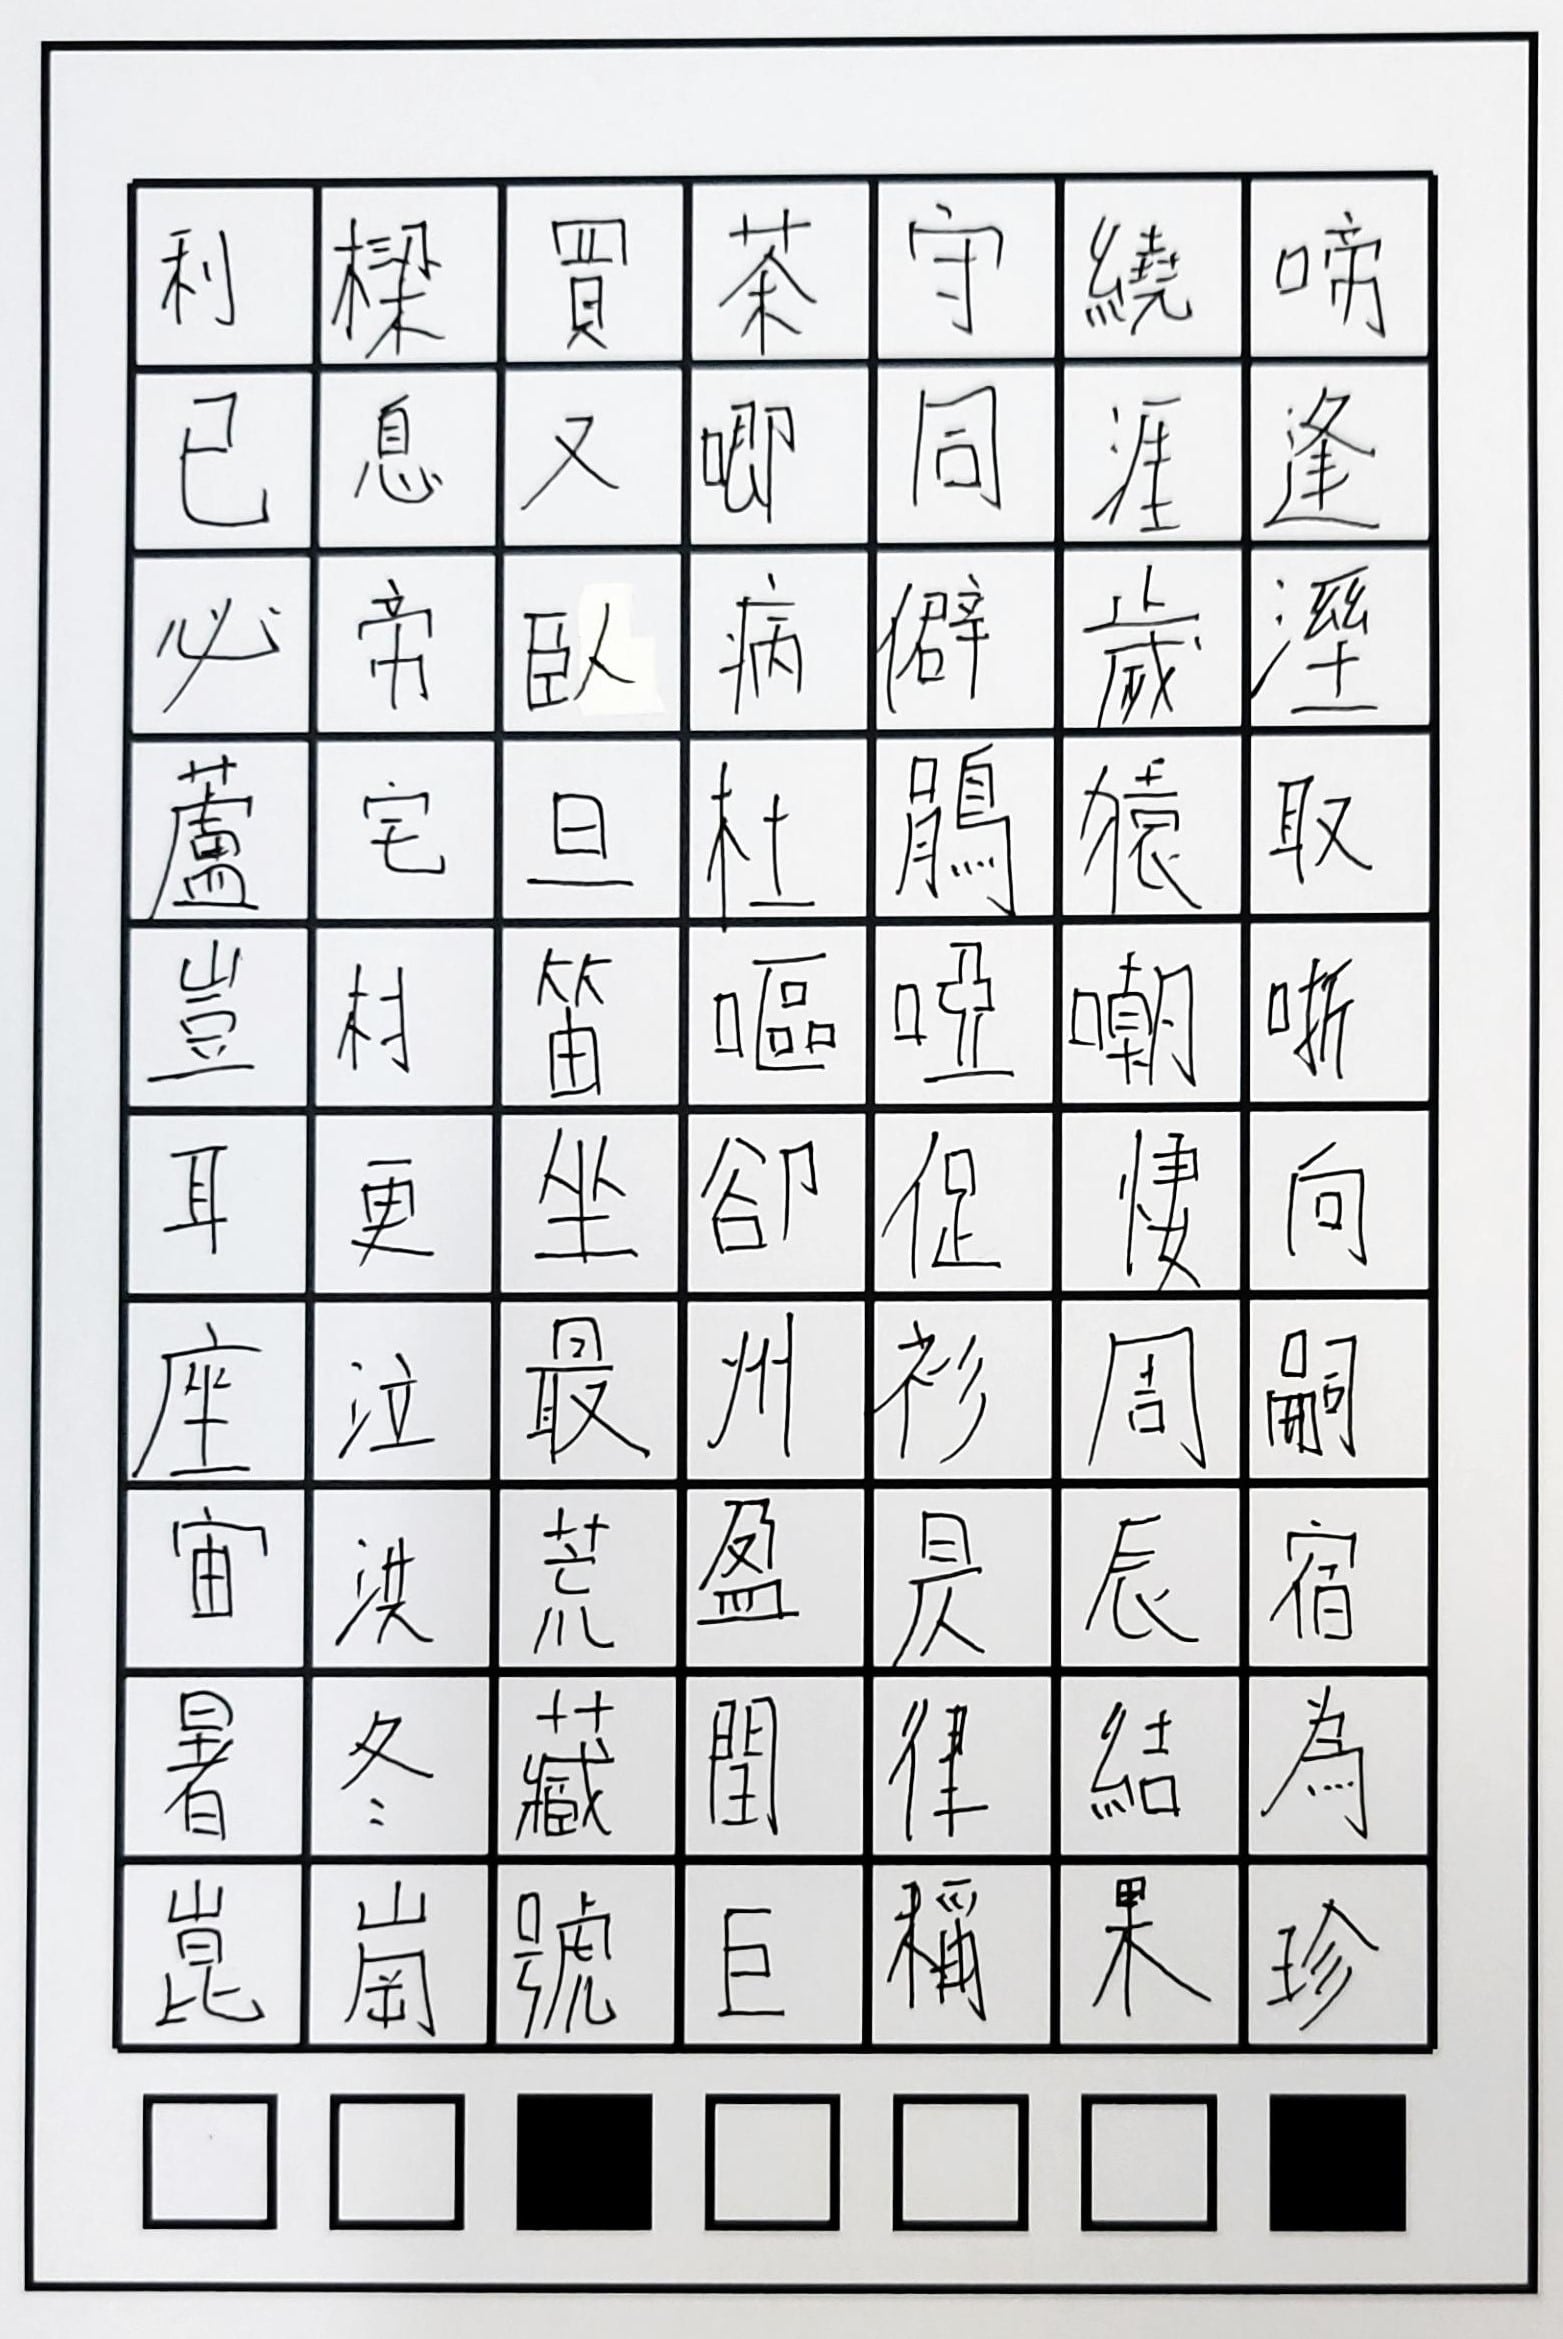 利樑買茶守繞啼
已息又唧同涯逢
必帝臥病僻歲溼
蘆宅旦杜鵑猿取
豈村笛嘔啞嘲哳
耳更坐卻促悽向
座泣最州衫周嗣
宙洪荒盈昃辰宿
暑冬藏閏律結為
崑崗號巨稱果珍